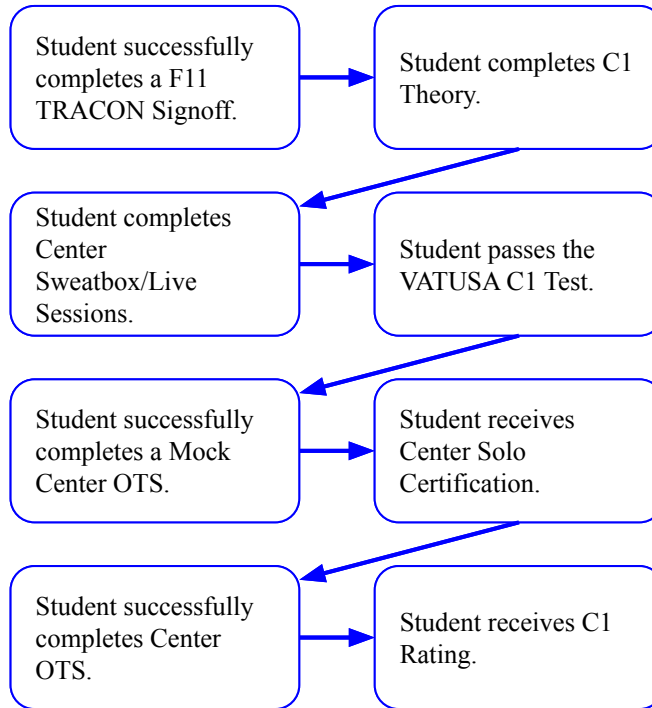 Student successfully
completes a F11
TRACON Signoff.
Student completes C1
Theory.
Student completes
Center
Sweatbox/Live
Sessions.
Student passes the
VATUSA C1 Test.
Student successfully
completes a Mock
Center OTS.
Student receives
Center Solo
Certification.
Student successfully
completes Center
OTS.
Student receives C1
Rating.